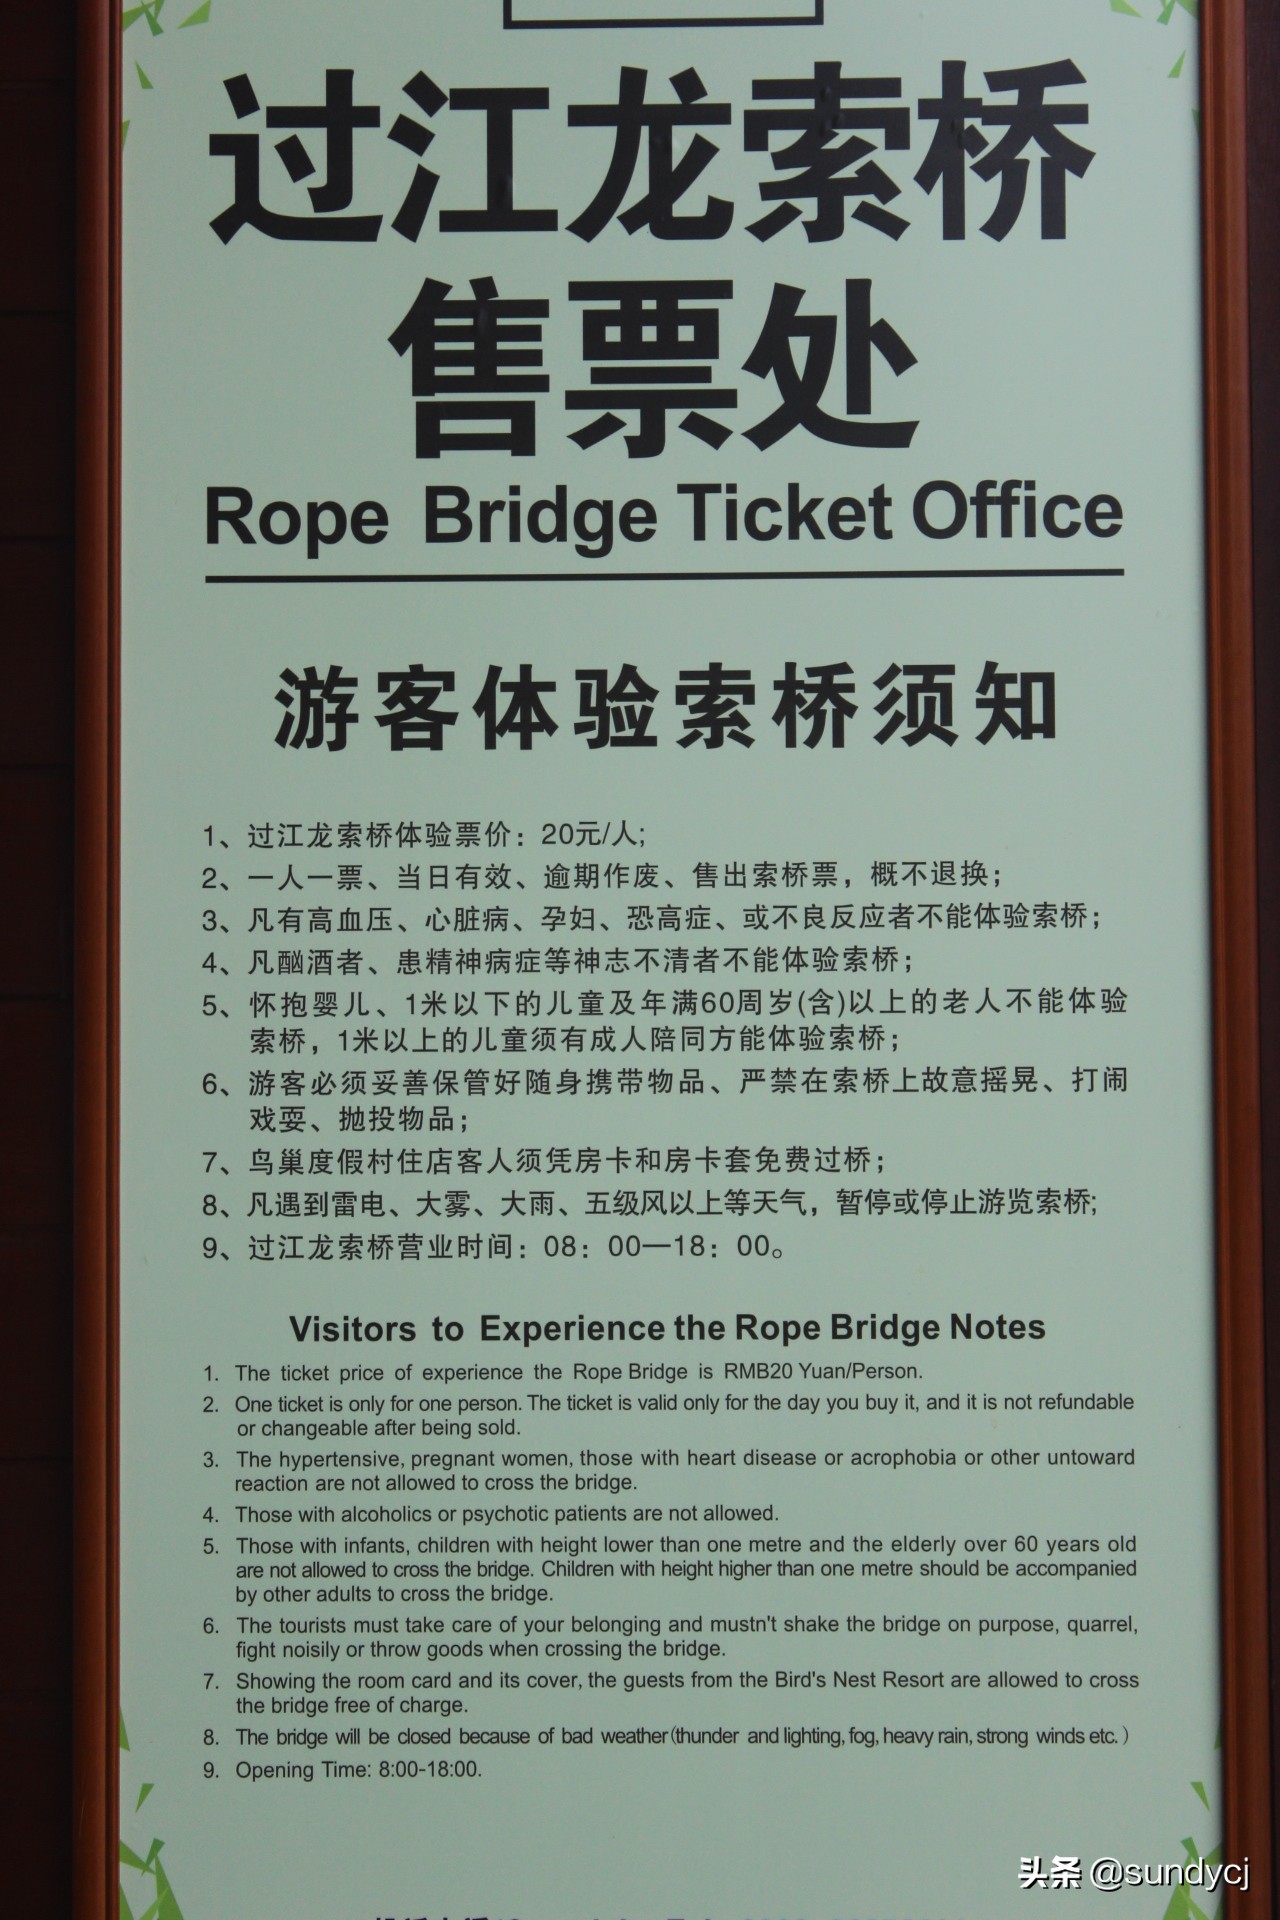 过江龙索桥
售票处
Rope Bridge Ticket Office
游客体验索桥须知
1、过江龙索桥体验票价：20元/人;
2、一人一票、当日有效、逾期作废、售出索桥票，概不退换；
3、凡有高血压、心脏病、孕妇、恐高症、或不良反应者不能体验索桥；
4、凡酗酒者、患精神病症等神志不清者不能体验索桥；
5、怀抱婴儿、1米以下的儿童及年满60周岁(含)以上的老人不能体验
索桥，1米以上的儿童须有成人陪同方能体验索桥；
6、游客必须妥善保管好随身携带物品、严禁在索桥上故意摇晃、打闹
戏耍、抛投物品；
7、鸟巢度假村住店客人须凭房卡和房卡套免费过桥；
8、凡遇到雷电、大雾、大雨、五级风以上等天气，暂停或停止游览索桥;
9、过江龙索桥营业时间：08：00—18：00。
Visitors to Experience the Rope Bridge Notes
1. The ticket price of experience the Rope Bridge is RMB20 Yuan/Person.
2. One ticket is only for one person. The ticket is valid only for the day you buy it, and it is not refundable
or changeable after being sold.
3. The hypertensive, pregnant women, those with heart disease or acrophobia or other untoward
reaction are not allowed to cross the bridge.
4. Those with alcoholics or psychotic patients are not allowed.
5. Those with infants, children with height lower than one metre and the elderly over 60 years old
are not allowed to cross the bridge. Children with height higher than one metre should be accompanied
by other adults to cross the bridge.
6. The tourists must take care of your belonging and mustn't shake the bridge on purpose, quarrel,
fight noisily or throw goods when crossing the bridge.
7. Showing the room card and its cover, the guests from the Bird's Nest Resort are allowed to cross
the bridge free of charge.
8. The bridge will be closed because of bad weather(thunder and lighting, fog, heavy rain, strong winds etc. )
9. Opening Time: 8:00-18:00.
头条 @sundycj